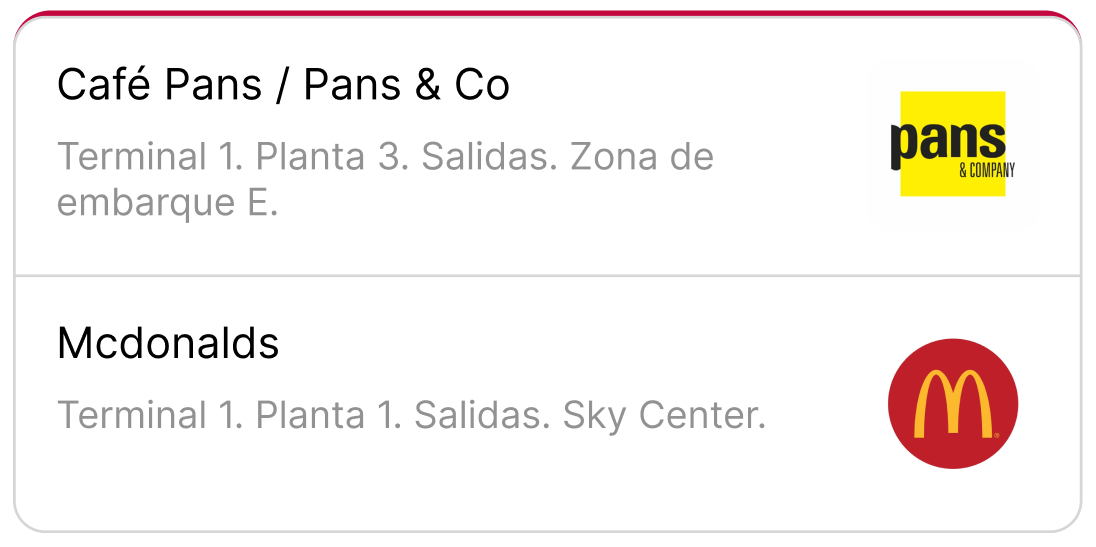 Café Pans / Pans & Co
Terminal 1. Planta 3. Salidas. Zona de
embarque E.
pans
& COMPANY
Mcdonalds
Terminal 1. Planta 1. Salidas. Sky Center.
M
®